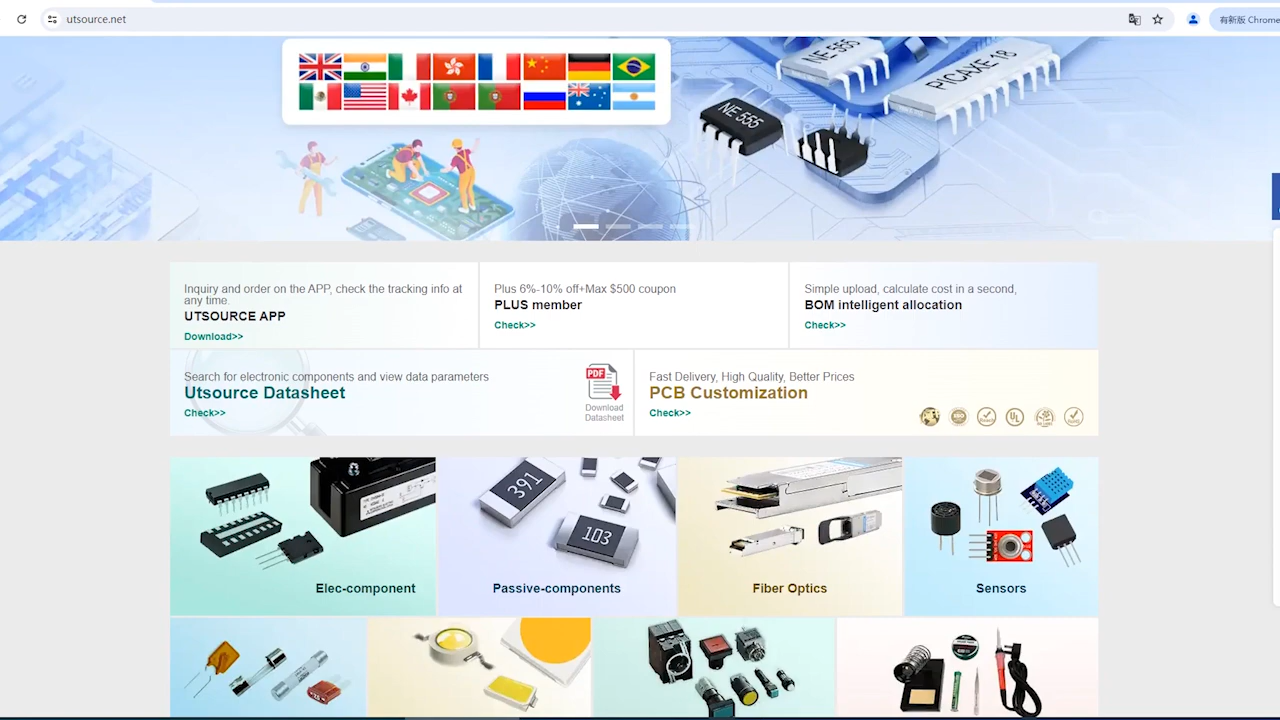 utsource.net
有新版 Chrome
NE 555
PICAXE-18
NE 555
Inquiry and order on the APP, check the tracking info at
any time.
UTSOURCE APP
Download>>
Plus 6%-10% off+Max $500 coupon
PLUS member
Check>>
Simple upload, calculate cost in a second,
BOM intelligent allocation
Check>>
Search for electronic components and view data parameters
Utsource Datasheet
Check>>
PDF
Download
Datasheet
Fast Delivery, High Quality, Better Prices
PCB Customization
Check>>
391
103
Elec-component
Passive-components
Fiber Optics
Sensors